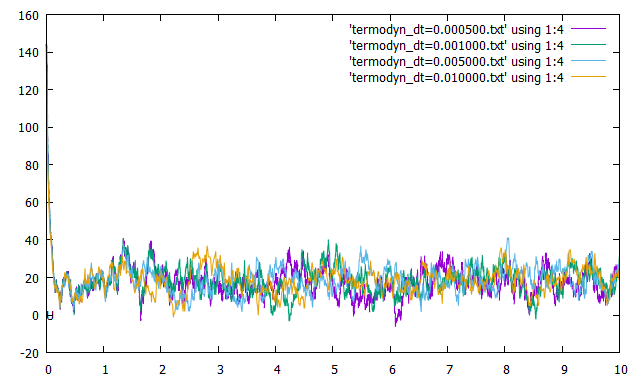 160
'termodyn_dt=0.000500.txt' using 1:4
'termodyn_dt=0.001000.txt' using 1:4
'termodyn_dt=0.005000.txt' using 1:4
'termodyn_dt=0.010000.txt' using 1:4
140
120
100
80
60
40
20
0
U
-20
0 1 2 3 4 5 6 7 8 9 10